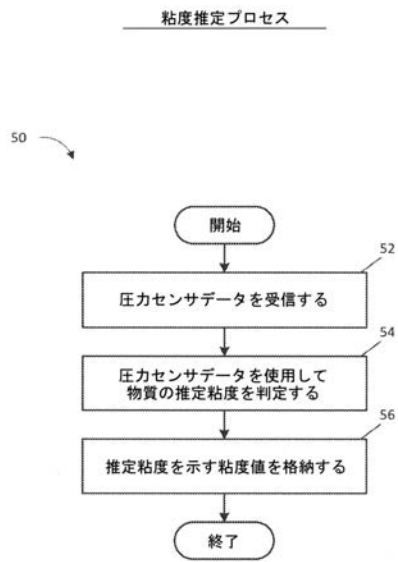 粘度推定プロセス
50
開始
52
圧力センサデータを受信する
54
圧力センサデータを使用して
物質の推定粘度を判定する
56
推定粘度を示す粘度値を格納する
終了